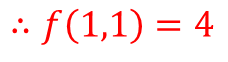 ∴ f(1,1) = 4